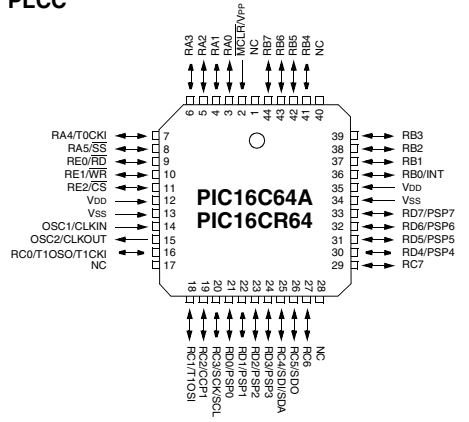 PLCC
RA3
RA2
RA1
RA0
MCLR/VPP
NC
RB7
RB6
RB5
RB4
NC
6
5
4
3
2
1
44
43
42
41
40
RA4/T0CKI
RA5/SS
RE0/RD
RE1/WR
RE2/CS
VDD
VSS
OSC1/CLKIN
OSC2/CLKOUT
RC0/T1OSO/T1CKI
NC
7
8
9
10
11
12
13
14
15
16
17
PIC16C64A
PIC16CR64
39
38
37
36
35
34
33
32
31
30
29
RB3
RB2
RB1
RB0/INT
VDD
VSS
RD7/PSP7
RD6/PSP6
RD5/PSP5
RD4/PSP4
RC7
18
19
20
21
22
23
24
25
26
27
28
RC1/T1OSI
RC2/CCP1
RC3/SCK/SCL
RD0/PSP0
RD1/PSP1
RD2/PSP2
RD3/PSP3
RC4/SDI/SDA
RC5/SDO
RC6
NC